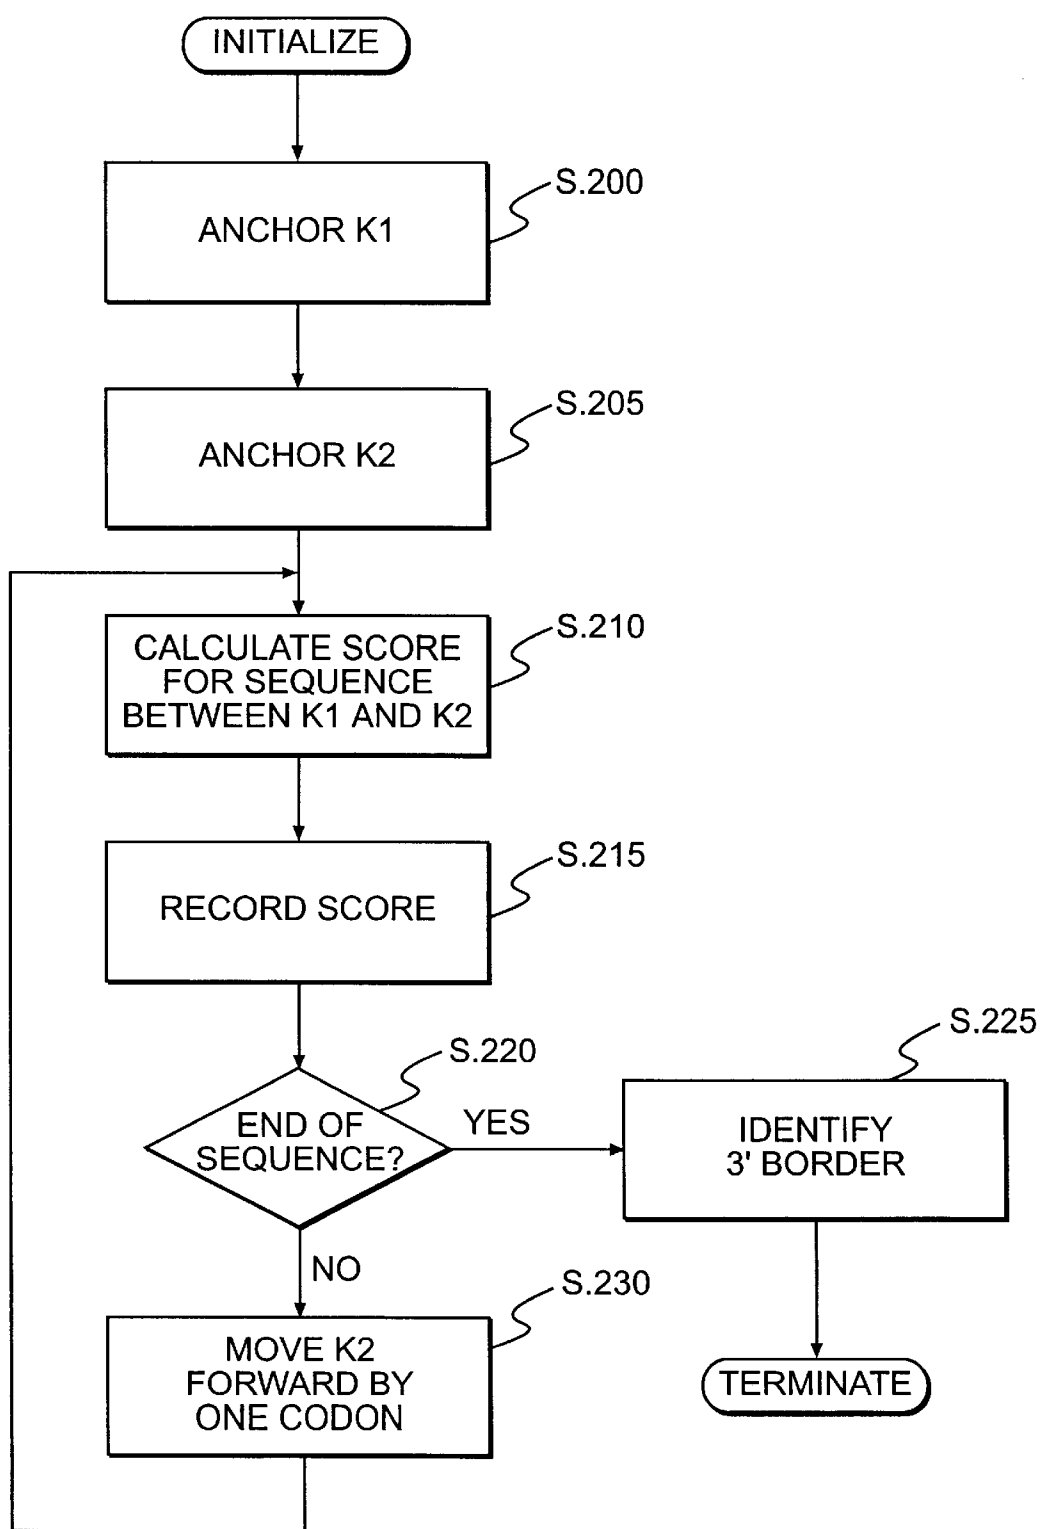 INITIALIZE
S.200
ANCHOR K1
S.205
ANCHOR K2
S.210
CALCULATE SCORE
FOR SEQUENCE
BETWEEN K1 AND K2
S.215
RECORD SCORE
S.220
END OF
SEQUENCE?
YES
S.225
IDENTIFY
3' BORDER
NO
S.230
MOVE K2
FORWARD BY
ONE CODON
TERMINATE